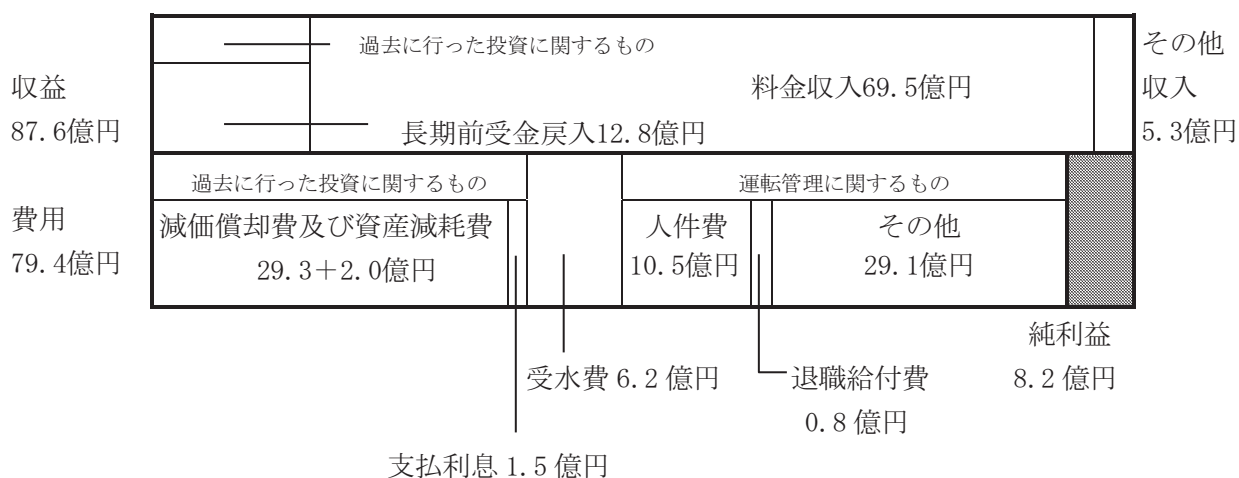 過去に行った投資に関するもの
その他
収入
5.3億円
収益
87.6億円
料金収入69.5億円
長期前受金戻入12.8億円
過去に行った投資に関するもの
運転管理に関するもの
費用
79.4億円
減価償却費及び資産減耗費
29.3＋2.0億円
人件費
10.5億円
その他
29.1億円
純利益
8.2億円
受水費 6.2 億円
退職給付費
0.8 億円
支払利息 1.5 億円